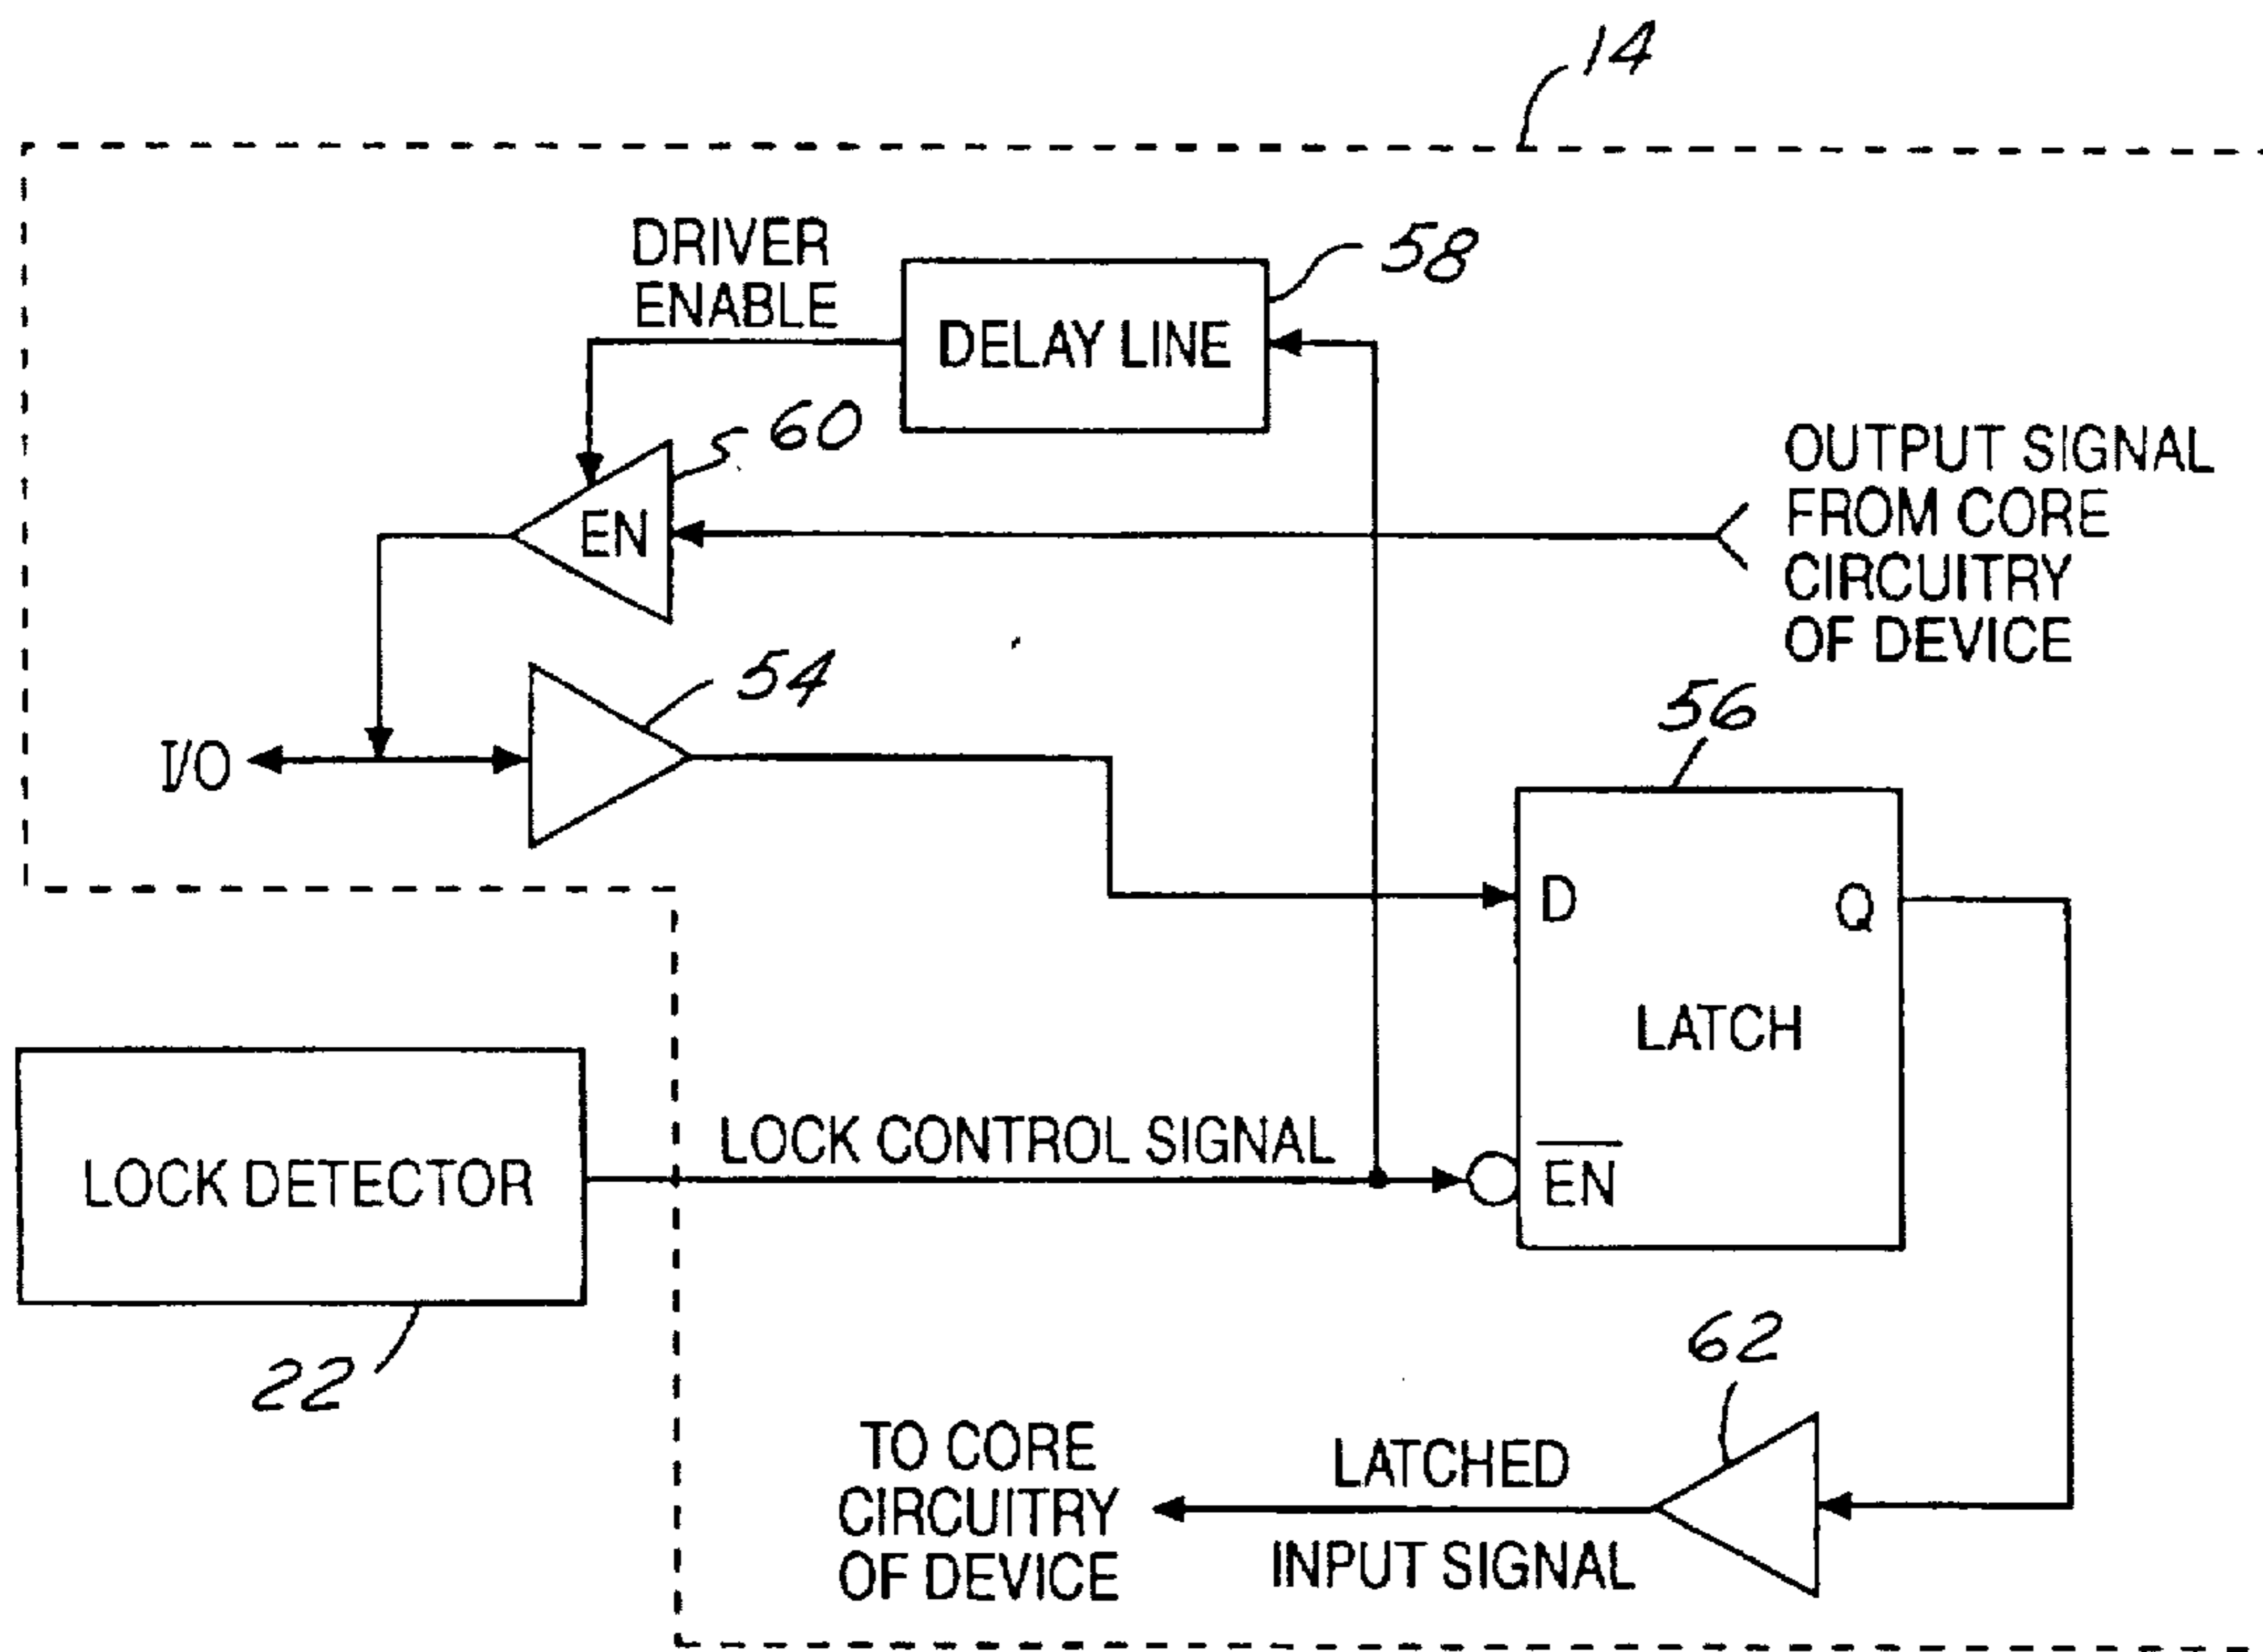 14
DRIVER
ENABLE
58
DELAY LINE
60
EN
OUTPUT SIGNAL
FROM CORE
CIRCUITRY
OF DEVICE
54
I/O
56
D
Q
LATCH
LOCK CONTROL SIGNAL
EN
LOCK DETECTOR
22
62
TO CORE
CIRCUITRY
OF DEVICE
LATCHED
INPUT SIGNAL